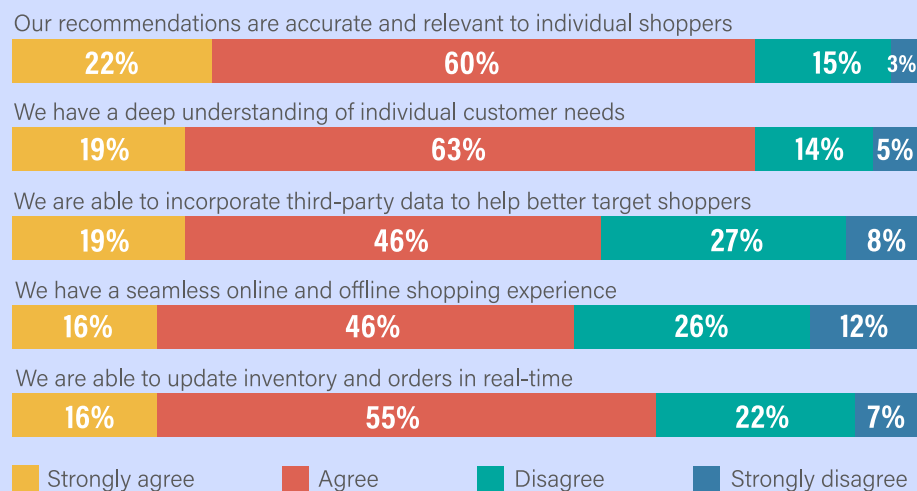 Our recommendations are accurate and relevant to individual shoppers
22% 60% 15% 3%
We have a deep understanding of individual customer needs
19% 63% 14% 5%
We are able to incorporate third-party data to help better target shoppers
19% 46% 27% 8%
We have a seamless online and offline shopping experience
16% 46% 26% 12%
We are able to update inventory and orders in real-time
16% 55% 22% 7%
Strongly agree Agree Disagree Strongly disagree